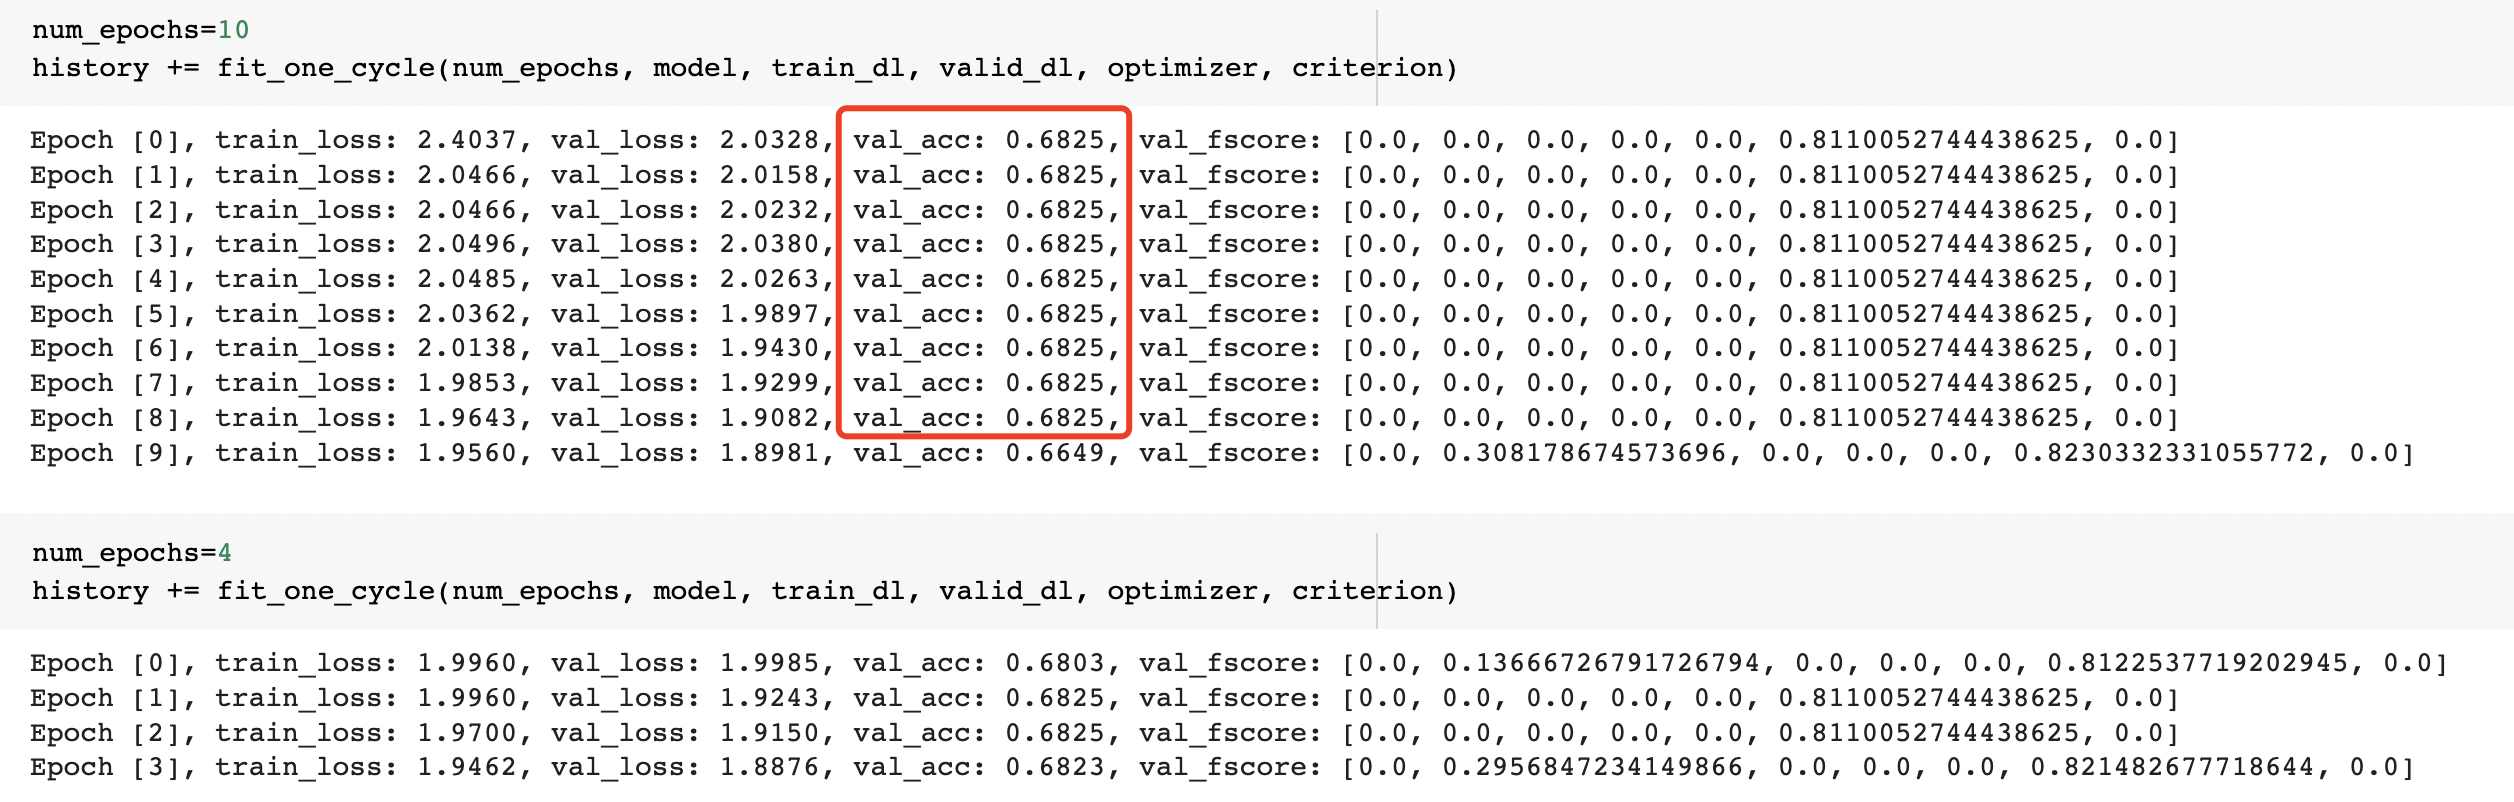 num_epochs=10
history += fit_one_cycle(num_epochs, model, train_dl, valid_dl, optimizer, criterion)
Epoch [0], train_loss: 2.4037, val_loss: 2.0328, val_acc: 0.6825, val_fscore: [0.0, 0.0, 0.0, 0.0, 0.0, 0.8110052744438625, 0.0]
Epoch [1], train_loss: 2.0466, val_loss: 2.0158, val_acc: 0.6825, val_fscore: [0.0, 0.0, 0.0, 0.0, 0.0, 0.8110052744438625, 0.0]
Epoch [2], train_loss: 2.0466, val_loss: 2.0232, val_acc: 0.6825, val_fscore: [0.0, 0.0, 0.0, 0.0, 0.0, 0.8110052744438625, 0.0]
Epoch [3], train_loss: 2.0496, val_loss: 2.0380, val_acc: 0.6825, val_fscore: [0.0, 0.0, 0.0, 0.0, 0.0, 0.8110052744438625, 0.0]
Epoch [4], train_loss: 2.0485, val_loss: 2.0263, val_acc: 0.6825, val_fscore: [0.0, 0.0, 0.0, 0.0, 0.0, 0.8110052744438625, 0.0]
Epoch [5], train_loss: 2.0362, val_loss: 1.9897, val_acc: 0.6825, val_fscore: [0.0, 0.0, 0.0, 0.0, 0.0, 0.8110052744438625, 0.0]
Epoch [6], train_loss: 2.0138, val_loss: 1.9430, val_acc: 0.6825, val_fscore: [0.0, 0.0, 0.0, 0.0, 0.0, 0.8110052744438625, 0.0]
Epoch [7], train_loss: 1.9853, val_loss: 1.9299, val_acc: 0.6825, val_fscore: [0.0, 0.0, 0.0, 0.0, 0.0, 0.8110052744438625, 0.0]
Epoch [8], train_loss: 1.9643, val_loss: 1.9082, val_acc: 0.6825, val_fscore: [0.0, 0.0, 0.0, 0.0, 0.0, 0.8110052744438625, 0.0]
Epoch [9], train_loss: 1.9560, val_loss: 1.8981, val_acc: 0.6649, val_fscore: [0.0, 0.308178674573696, 0.0, 0.0, 0.0, 0.8230332331055772, 0.0]
num_epochs=4
history += fit_one_cycle(num_epochs, model, train_dl, valid_dl, optimizer, criterion)
Epoch [0], train_loss: 1.9960, val_loss: 1.9985, val_acc: 0.6803, val_fscore: [0.0, 0.13666726791726794, 0.0, 0.0, 0.0, 0.8122537719202945, 0.0]
Epoch [1], train_loss: 1.9960, val_loss: 1.9243, val_acc: 0.6825, val_fscore: [0.0, 0.0, 0.0, 0.0, 0.0, 0.8110052744438625, 0.0]
Epoch [2], train_loss: 1.9700, val_loss: 1.9150, val_acc: 0.6825, val_fscore: [0.0, 0.0, 0.0, 0.0, 0.0, 0.8110052744438625, 0.0]
Epoch [3], train_loss: 1.9462, val_loss: 1.8876, val_acc: 0.6823, val_fscore: [0.0, 0.2956847234149866, 0.0, 0.0, 0.0, 0.821482677718644, 0.0]